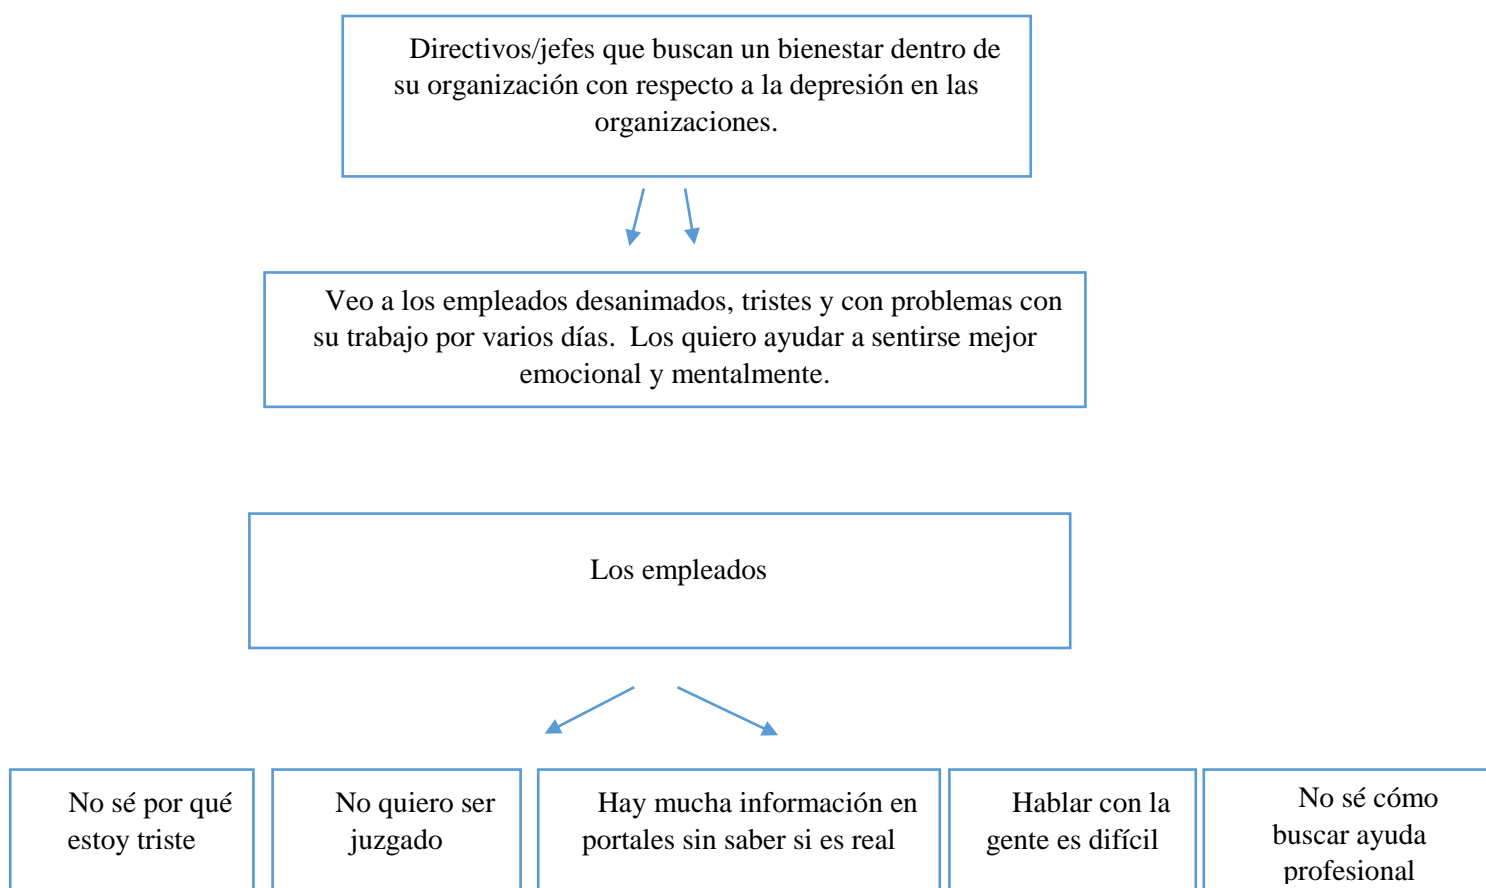 Directivos/jefes que buscan un bienestar dentro de
su organización con respecto a la depresión en las
organizaciones.
Veo a los empleados desanimados, tristes y con problemas con
su trabajo por varios días.  Los quiero ayudar a sentirse mejor
emocional y mentalmente.
Los empleados
No sé por qué
estoy triste
No quiero ser
juzgado
Hay mucha información en
portales sin saber si es real
Hablar con la
gente es difícil
No sé cómo
buscar ayuda
profesional